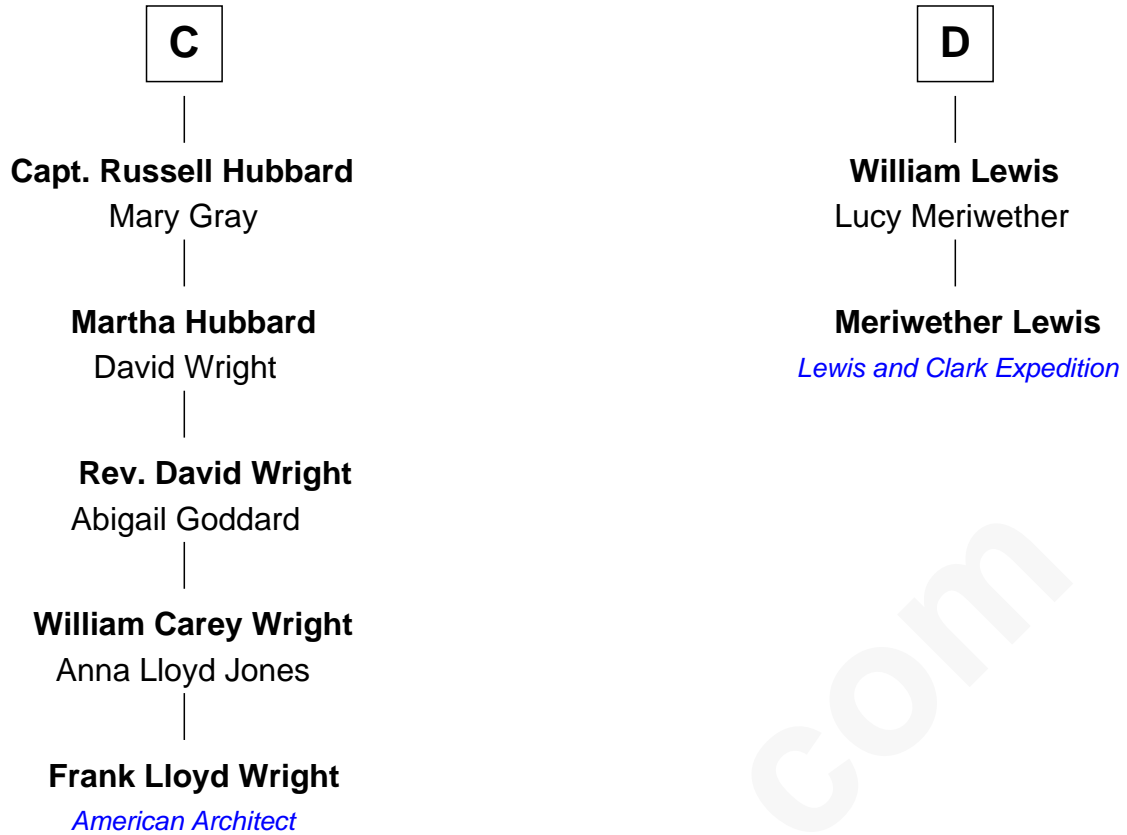 C
Capt. Russell Hubbard
Mary Gray
Martha Hubbard
David Wright
Rev. David Wright
Abigail Goddard
William Carey Wright
Anna Lloyd Jones
Frank Lloyd Wright
American Architect
D
William Lewis
Lucy Meriwether
Meriwether Lewis
Lewis and Clark Expedition
com